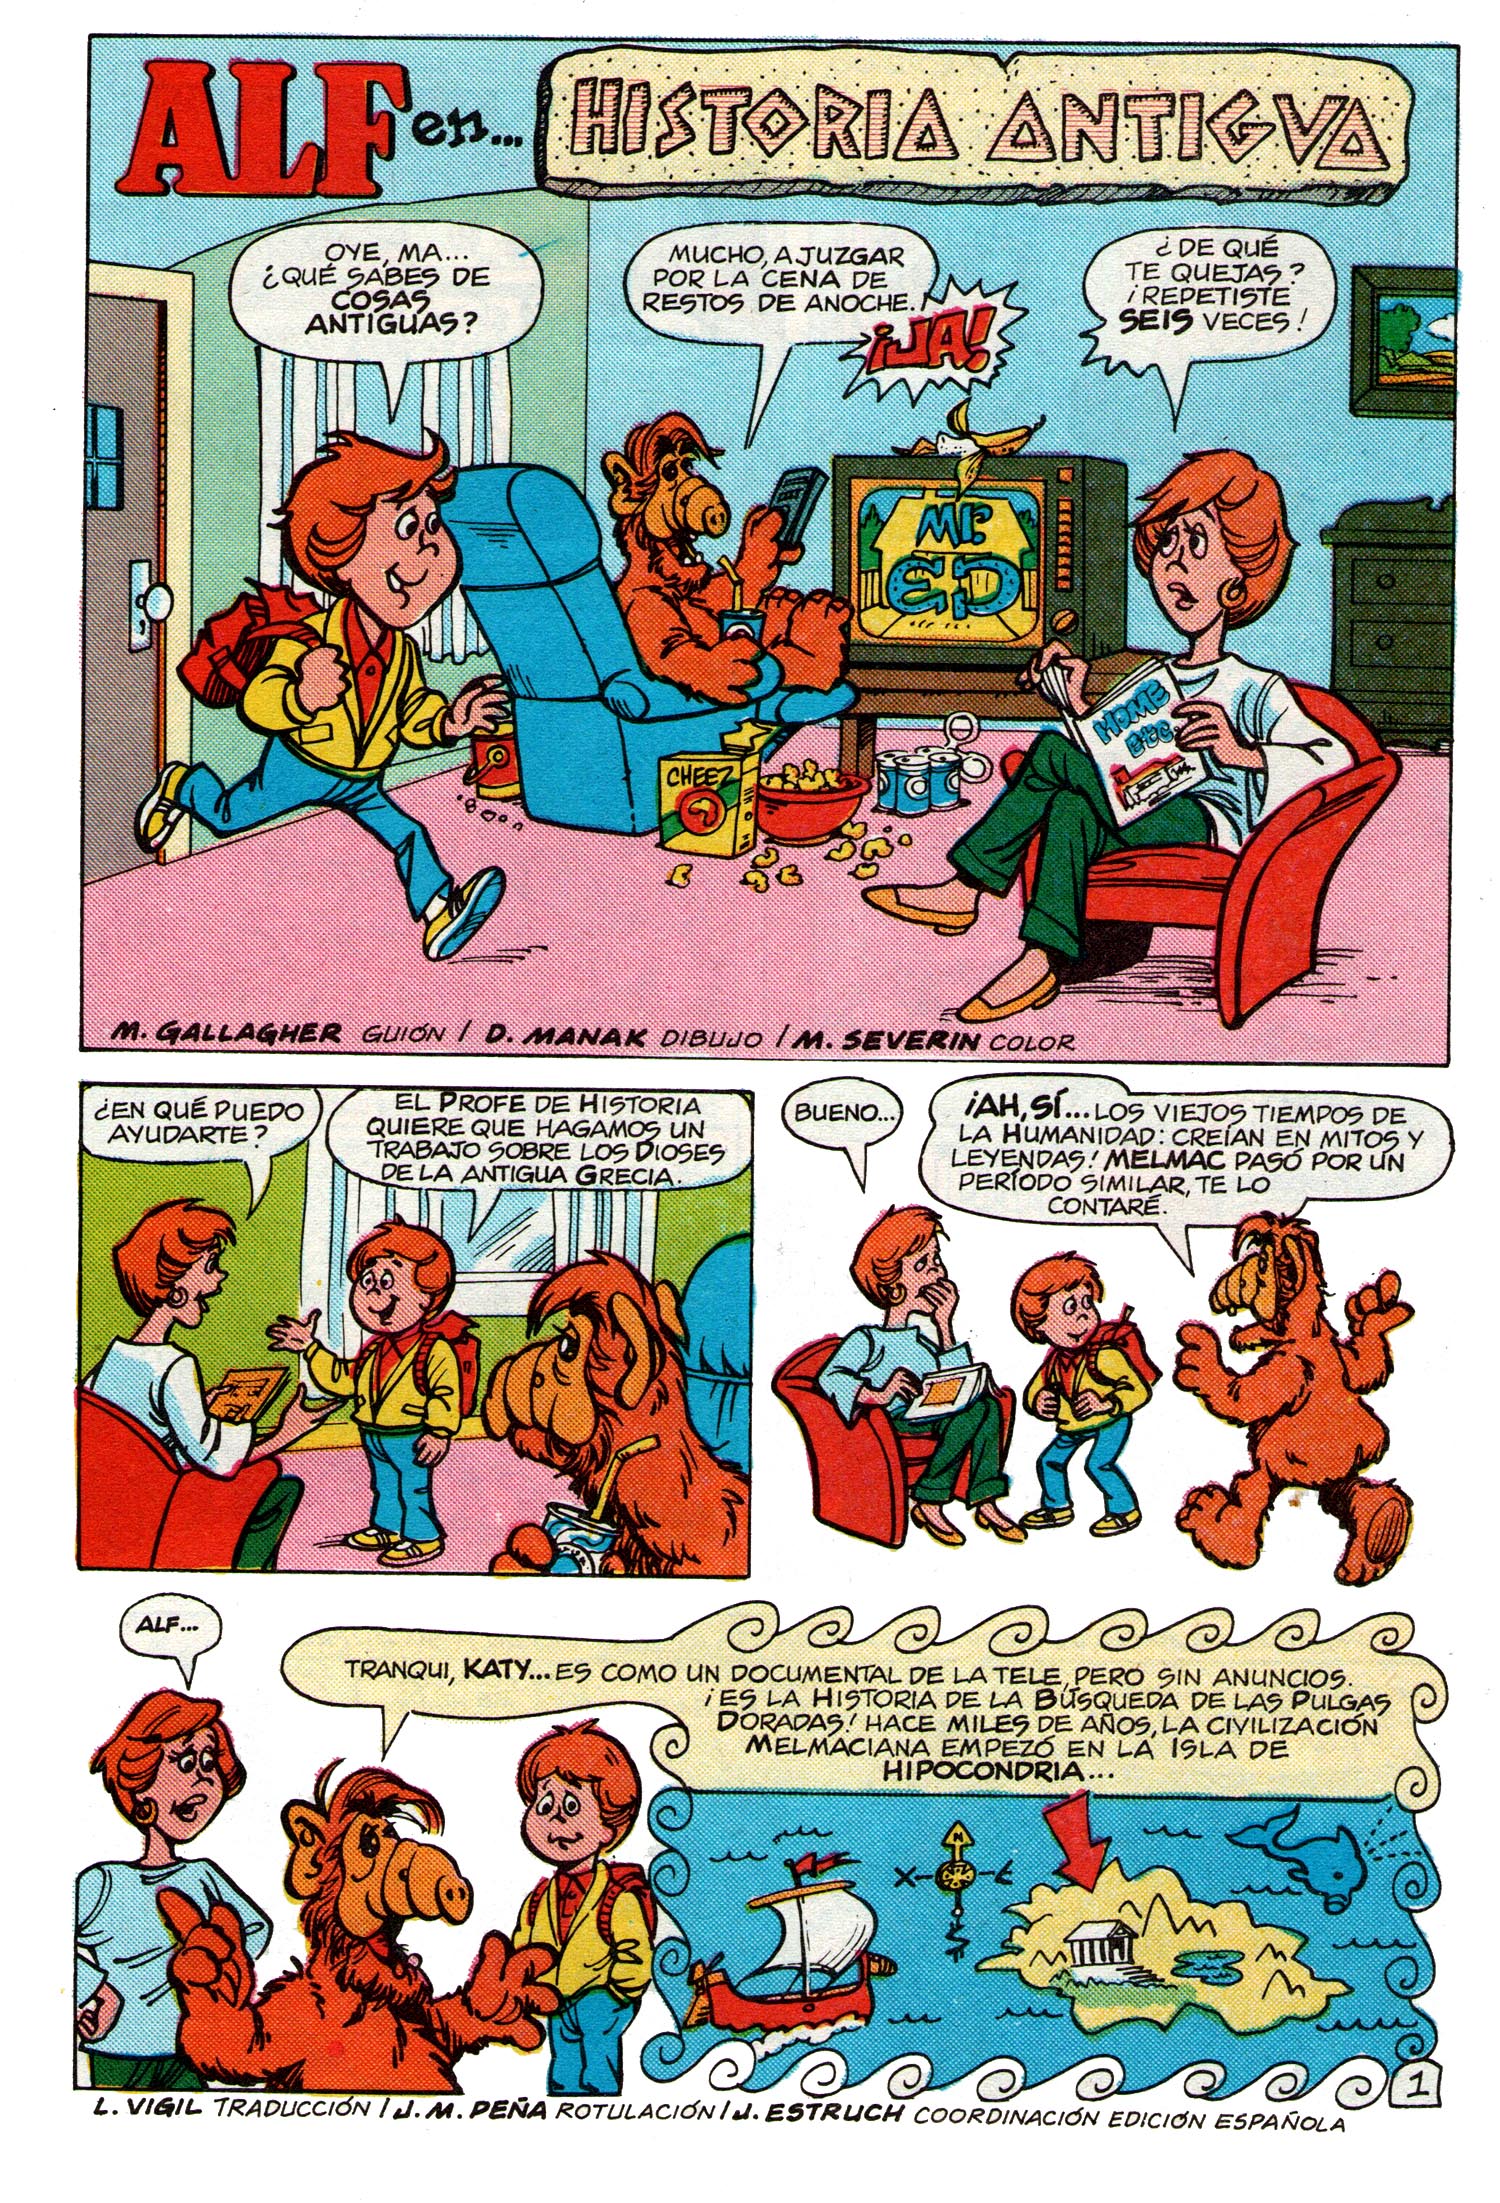 ALF en... HISTORIA ANTIGVA
OYE, MA...
¿QUÉ SABES DE
COSAS
ANTIGUAS?
MUCHO, A JUZGAR
POR LA CENA DE
RESTOS DE ANOCHE.
¡JA!
¿DE QUÉ
TE QUEJAS?
¡REPETISTE
SEIS VECES!
MR.
ED
HOME
ETC.
CHEEZ
M. GALLAGHER GUIÓN / D. MANAK DIBUJO / M. SEVERIN COLOR
¿EN QUÉ PUEDO
AYUDARTE?
EL PROFE DE HISTORIA
QUIERE QUE HAGAMOS UN
TRABAJO SOBRE LOS DIOSES
DE LA ANTIGUA GRECIA.
BUENO...
¡AH, SÍ... LOS VIEJOS TIEMPOS DE
LA HUMANIDAD: CREÍAN EN MITOS Y
LEYENDAS! MELMAC PASÓ POR UN
PERÍODO SIMILAR, TE LO
CONTARÉ.
ALF...
TRANQUI, KATY... ES COMO UN DOCUMENTAL DE LA TELE, PERO SIN ANUNCIOS.
¡ES LA HISTORIA DE LA BÚSQUEDA DE LAS PULGAS
DORADAS! HACE MILES DE AÑOS, LA CIVILIZACIÓN
MELMACIANA EMPEZÓ EN LA ISLA DE
HIPOCONDRIA...
N
1
L. VIGIL TRADUCCIÓN / J. M. PEÑA ROTULACIÓN / J. ESTRUCH COORDINACIÓN EDICIÓN ESPAÑOLA